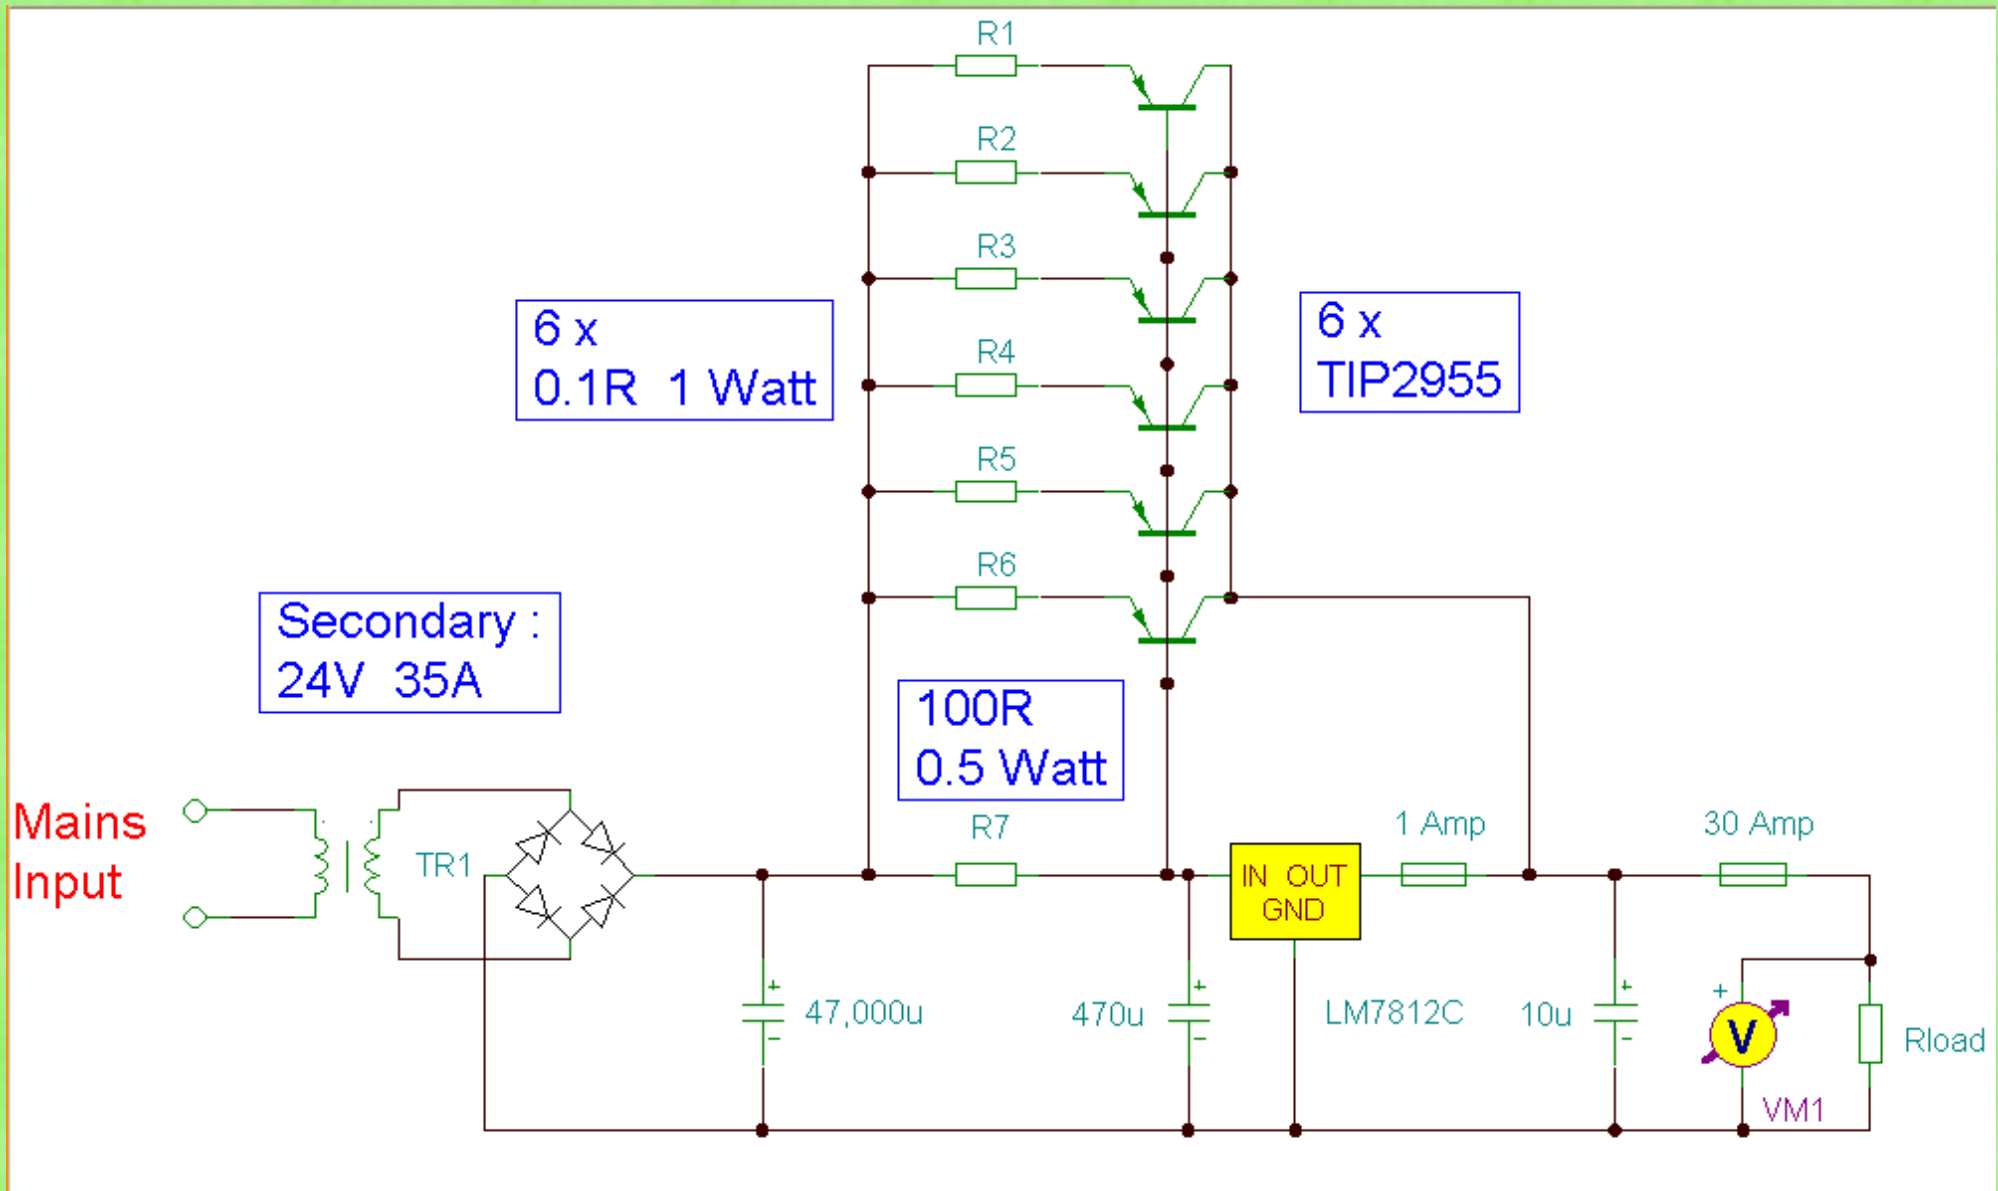 R1
R2
R3
6 x
0.1R 1 Watt
6 x
TIP2955
R4
R5
R6
Secondary :
24V 35A
100R
0.5 Watt
Mains
Input
TR1
R7
1 Amp
30 Amp
IN OUT
GND
+
47,000u
-
+
470u
-
LM7812C
+
10u
-
+
V
VM1
Rload